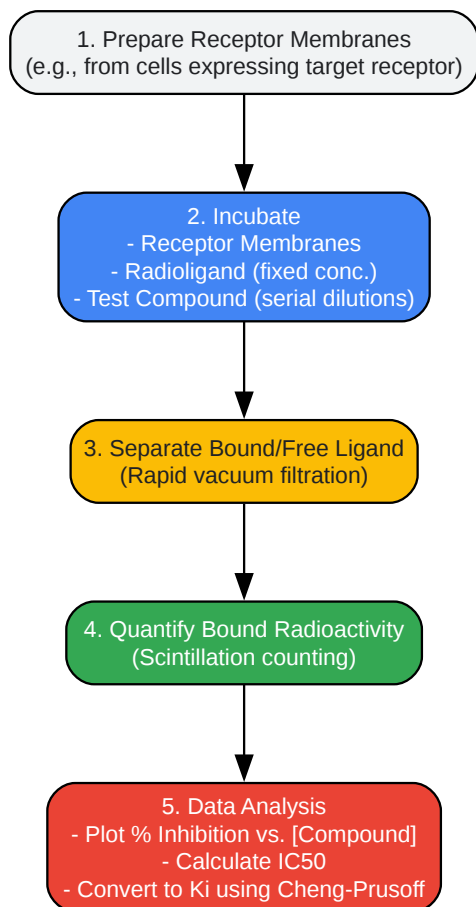 1. Prepare Receptor Membranes
(e.g., from cells expressing target receptor)
2. Incubate
- Receptor Membranes
- Radioligand (fixed conc.)
- Test Compound (serial dilutions)
3. Separate Bound/Free Ligand
(Rapid vacuum filtration)
4. Quantify Bound Radioactivity
(Scintillation counting)
5. Data Analysis
- Plot % Inhibition vs. [Compound]
- Calculate IC50
- Convert to Ki using Cheng-Prusoff